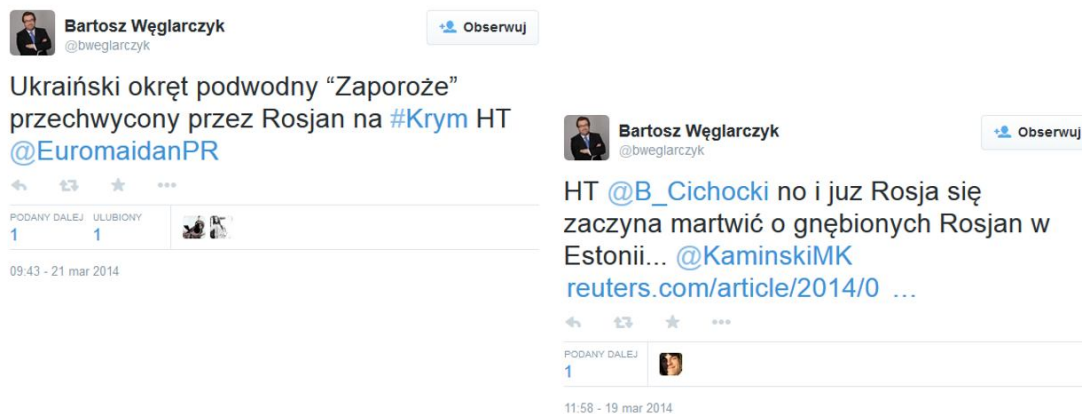 Bartosz Węglarczyk
@bweglarczyk
Obserwuj
Ukraiński okręt podwodny “Zaporoże”
przechwycony przez Rosjan na #Krym HT
@EuromaidanPR
PODANY DALEJ ULUBIONY
1 1
09:43 - 21 mar 2014
Bartosz Węglarczyk
@bweglarczyk
Obserwuj
HT @B_Cichocki no i juz Rosja się
zaczyna martwić o gnębionych Rosjan w
Estonii... @KaminskiMK
reuters.com/article/2014/0 …
PODANY DALEJ
1
11:58 - 19 mar 2014